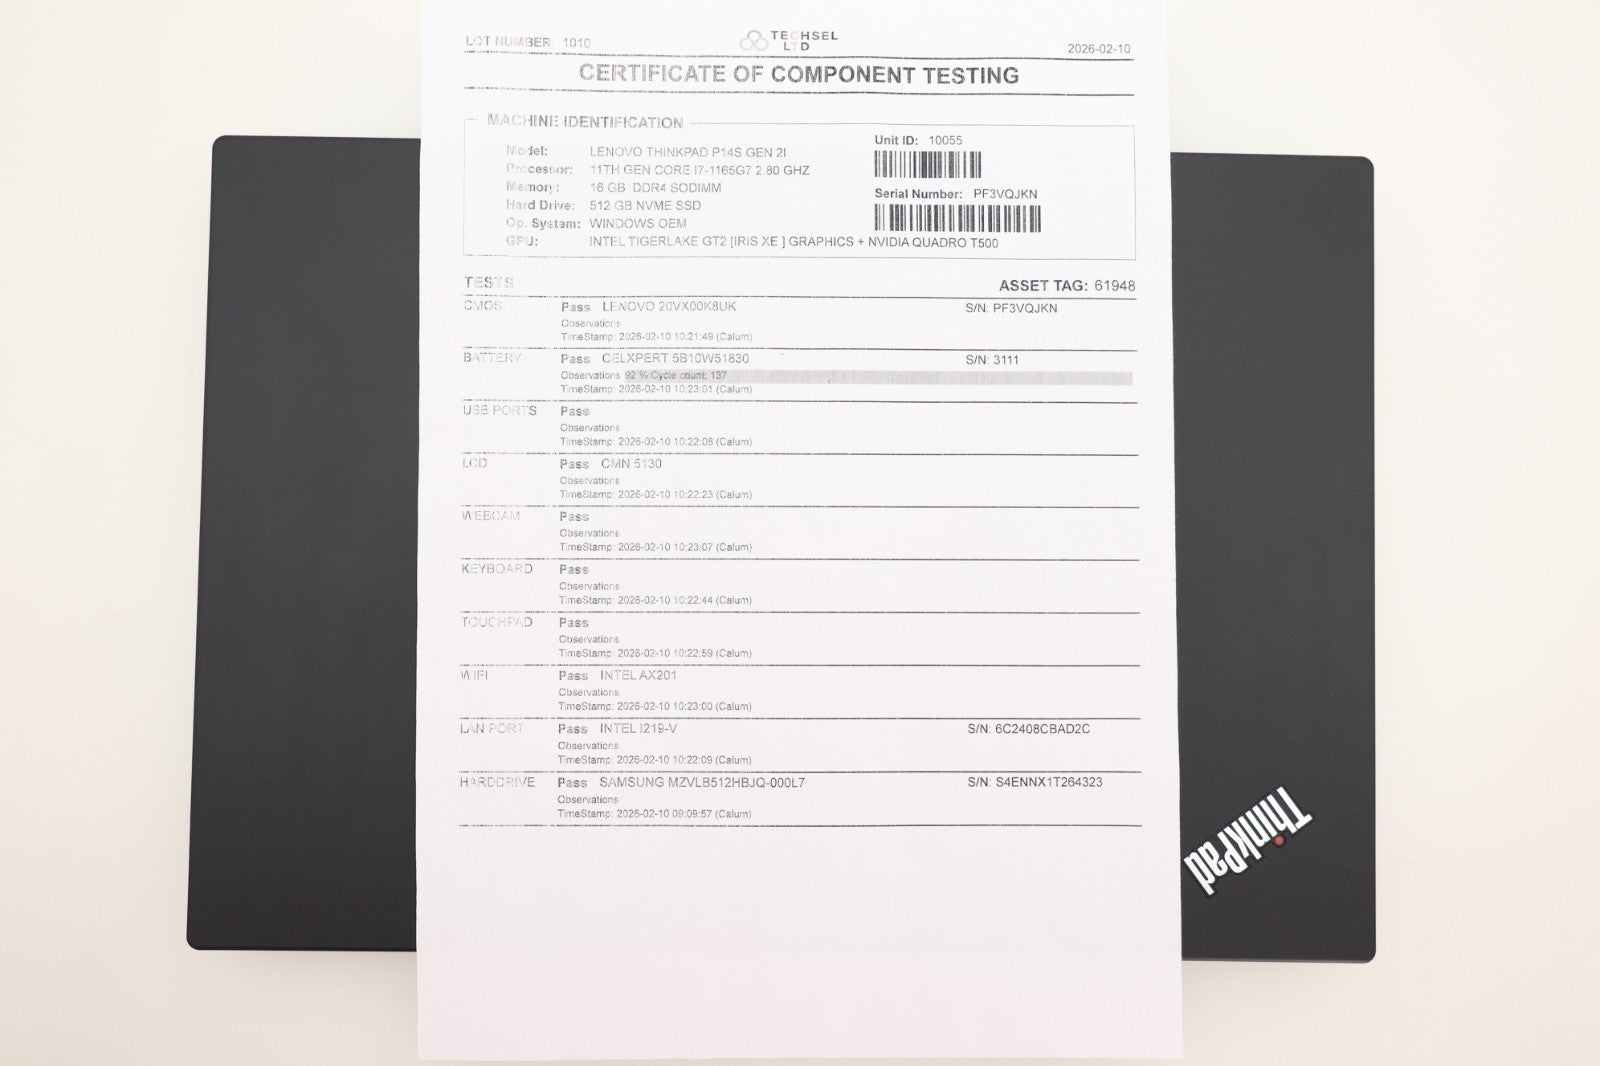 LOT NUMBER: 1010
TECHSEL
LTD
2026-02-10
CERTIFICATE OF COMPONENT TESTING
MACHINE IDENTIFICATION
Model: LENOVO THINKPAD P14S GEN 2I
Processor: 11TH GEN CORE I7-1165G7 2.80 GHZ
Memory: 16 GB DDR4 SODIMM
Hard Drive: 512 GB NVME SSD
Op. System: WINDOWS OEM
GPU: INTEL TIGERLAKE GT2 [IRIS XE ] GRAPHICS + NVIDIA QUADRO T500
Unit ID: 10055
Serial Number: PF3VQJKN
TESTS
ASSET TAG: 61948
CMOS Pass LENOVO 20VX00K8UK S/N: PF3VQJKN
Observations
TimeStamp: 2026-02-10 10:21:49 (Calum)
BATTERY Pass CELXPERT 5B10W51830 S/N: 3111
Observations 92 % Cycle count: 137
TimeStamp: 2026-02-10 10:23:01 (Calum)
USB PORTS Pass
Observations
TimeStamp: 2026-02-10 10:22:08 (Calum)
LCD Pass CMN 5130
Observations
TimeStamp: 2026-02-10 10:22:23 (Calum)
WEBCAM Pass
Observations
TimeStamp: 2026-02-10 10:23:07 (Calum)
KEYBOARD Pass
Observations
TimeStamp: 2026-02-10 10:22:44 (Calum)
TOUCHPAD Pass
Observations
TimeStamp: 2026-02-10 10:22:59 (Calum)
WIFI Pass INTEL AX201
Observations
TimeStamp: 2026-02-10 10:23:00 (Calum)
LAN PORT Pass INTEL I219-V S/N: 6C2408CBAD2C
Observations
TimeStamp: 2026-02-10 10:22:09 (Calum)
HARDDRIVE Pass SAMSUNG MZVLB512HBJQ-000L7 S/N: S4ENNX1T264323
Observations
TimeStamp: 2026-02-10 09:09:57 (Calum)
ThinkPad